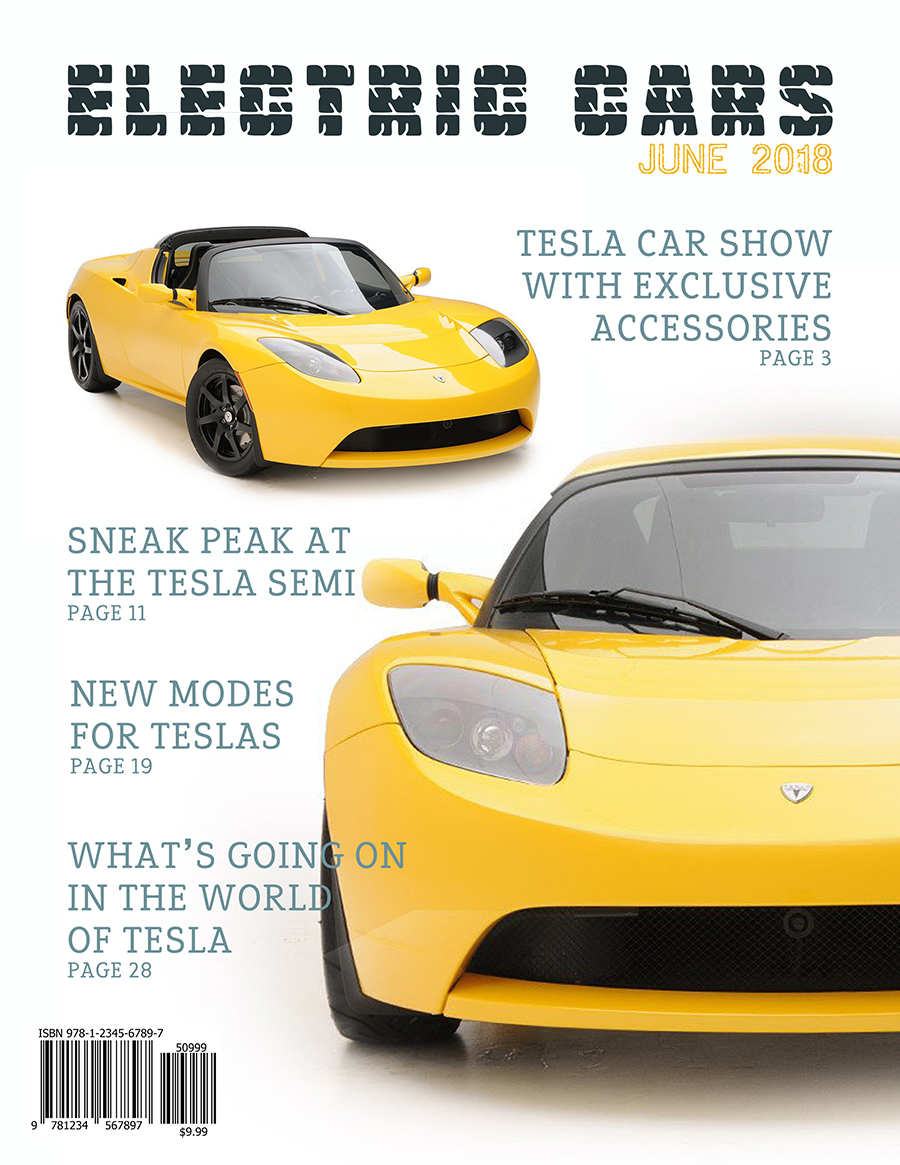 ELECTRIC CARS
JUNE 2018
TESLA CAR SHOW
WITH EXCLUSIVE
ACCESSORIES
PAGE 3
SNEAK PEAK AT
THE TESLA SEMI
PAGE 11
NEW MODES
FOR TESLAS
PAGE 19
WHAT'S GOING ON
IN THE WORLD
OF TESLA
PAGE 28
ISBN 978-1-2345-6789-7
50999
9 781234 567897
$9.99